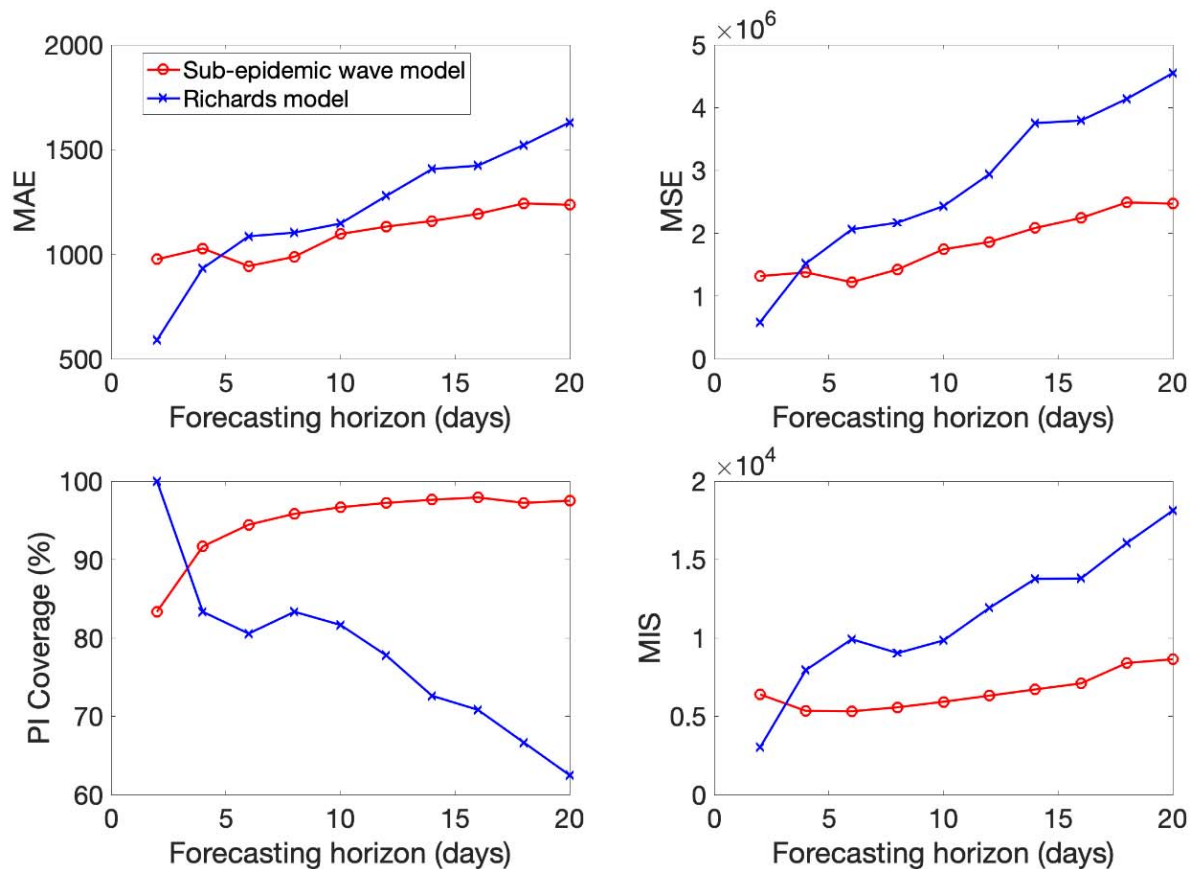 2000
1500
1000
500
MAE
Sub-epidemic wave model
Richards model
0 5 10 15 20
Forecasting horizon (days)
×10^6
5
4
3
2
1
0
MSE
0 5 10 15 20
Forecasting horizon (days)
100
90
80
70
60
PI Coverage (%)
0 5 10 15 20
Forecasting horizon (days)
×10^4
2
1.5
1
0.5
0
MIS
0 5 10 15 20
Forecasting horizon (days)